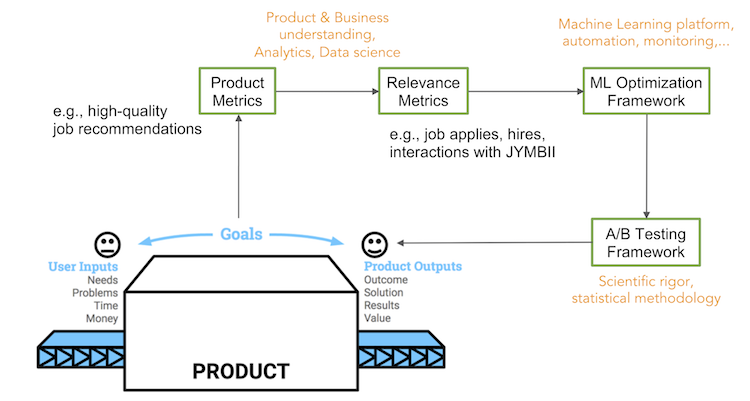 Product & Business
understanding,
Analytics, Data science
Machine Learning platform,
automation, monitoring,...
Product
Metrics
Relevance
Metrics
ML Optimization
Framework
e.g., high-quality
job recommendations
e.g., job applies, hires,
interactions with JYMBII
Goals
A/B Testing
Framework
User Inputs
Needs
Problems
Time
Money
Product Outputs
Outcome
Solution
Results
Value
Scientific rigor,
statistical methodology
PRODUCT